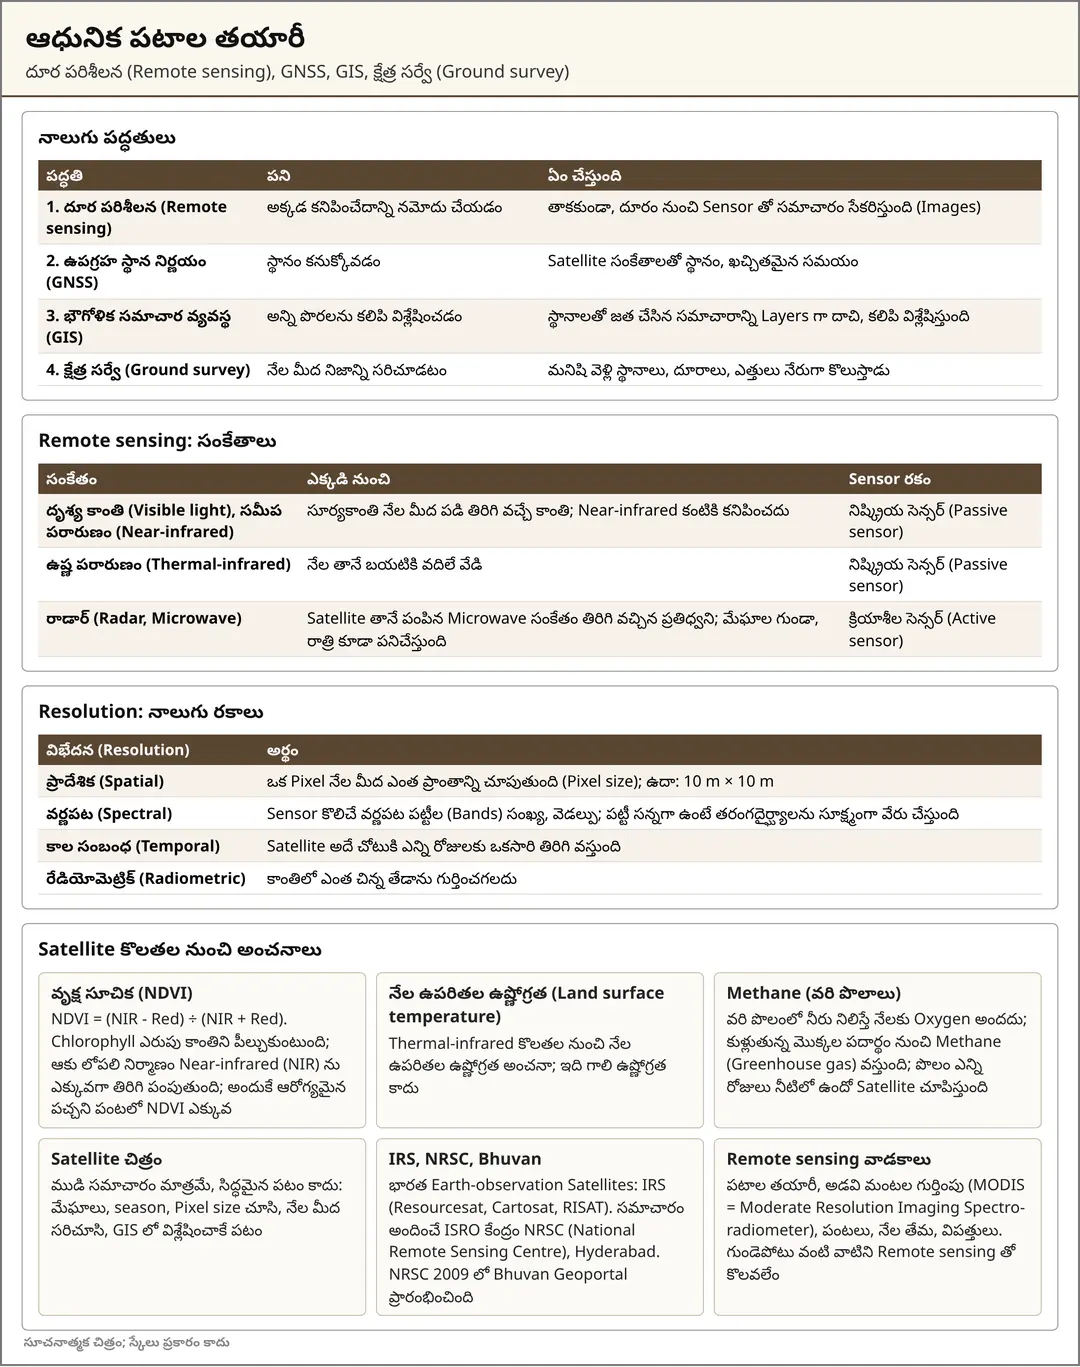 ఆధునిక పటాల తయారీ
దూర పరిశీలన (Remote sensing), GNSS, GIS, క్షేత్ర సర్వే (Ground survey)
నాలుగు పద్ధతులు
పద్ధతి పని ఏం చేస్తుంది
1. దూర పరిశీలన (Remote sensing) అక్కడ కనిపించేదాన్ని నమోదు చేయడం తాకకుండా, దూరం నుంచి Sensor తో సమాచారం సేకరిస్తుంది (Images)
2. ఉపగ్రహ స్థాన నిర్ణయం (GNSS) స్థానం కనుక్కోవడం Satellite సంకేతాలతో స్థానం, ఖచ్చితమైన సమయం
3. భౌగోళిక సమాచార వ్యవస్థ (GIS) అన్ని పొరలను కలిపి విశ్లేషించడం స్థానాలతో జత చేసిన సమాచారాన్ని Layers గా దాచి, కలిపి విశ్లేషిస్తుంది
4. క్షేత్ర సర్వే (Ground survey) నేల మీద నిజాన్ని సరిచూడటం మనిషి వెళ్లి స్థానాలు, దూరాలు, ఎత్తులు నేరుగా కొలుస్తాడు
Remote sensing: సంకేతాలు
సంకేతం ఎక్కడి నుంచి Sensor రకం
దృశ్య కాంతి (Visible light), సమీప పరారుణం (Near-infrared) సూర్యకాంతి నేల మీద పడి తిరిగి వచ్చే కాంతి; Near-infrared కంటికి కనిపించదు నిష్క్రియ సెన్సర్ (Passive sensor)
ఉష్ణ పరారుణం (Thermal-infrared) నేల తానే బయటికి వదిలే వేడి నిష్క్రియ సెన్సర్ (Passive sensor)
రాడార్ (Radar, Microwave) Satellite తానే పంపిన Microwave సంకేతం తిరిగి వచ్చిన ప్రతిధ్వని; మేఘాల గుండా, రాత్రి కూడా పనిచేస్తుంది క్రియాశీల సెన్సర్ (Active sensor)
Resolution: నాలుగు రకాలు
విభేదన (Resolution) అర్థం
ప్రాదేశిక (Spatial) ఒక Pixel నేల మీద ఎంత ప్రాంతాన్ని చూపుతుంది (Pixel size); ఉదా: 10 m × 10 m
వర్ణపట (Spectral) Sensor కొలిచే వర్ణపట పట్టీల (Bands) సంఖ్య, వెడల్పు; పట్టీ సన్నగా ఉంటే తరంగదైర్ఘ్యాలను సూక్ష్మంగా వేరు చేస్తుంది
కాల సంబంధ (Temporal) Satellite అదే చోటుకి ఎన్ని రోజులకు ఒకసారి తిరిగి వస్తుంది
రేడియోమెట్రిక్ (Radiometric) కాంతిలో ఎంత చిన్న తేడాను గుర్తించగలదు
Satellite కొలతల నుంచి అంచనాలు
వృక్ష సూచిక (NDVI)
NDVI = (NIR - Red) ÷ (NIR + Red).
Chlorophyll ఎరుపు కాంతిని పీల్చుకుంటుంది;
ఆకు లోపలి నిర్మాణం Near-infrared (NIR) ను
ఎక్కువగా తిరిగి పంపుతుంది; అందుకే ఆరోగ్యమైన
పచ్చని పంటలో NDVI ఎక్కువ
నేల ఉపరితల ఉష్ణోగ్రత (Land surface
temperature)
Thermal-infrared కొలతల నుంచి నేల
ఉపరితల ఉష్ణోగ్రత అంచనా; ఇది గాలి ఉష్ణోగ్రత
కాదు
Methane (వరి పొలాలు)
వరి పొలంలో నీరు నిలిస్తే నేలకు Oxygen అందదు;
కుళ్లుతున్న మొక్కల పదార్థం నుంచి Methane
(Greenhouse gas) వస్తుంది; పొలం ఎన్ని
రోజులు నీటిలో ఉందో Satellite చూపిస్తుంది
Satellite చిత్రం
ముడి సమాచారం మాత్రమే, సిద్ధమైన పటం కాదు:
మేఘాలు, season, Pixel size చూసి, నేల మీద
సరిచూసి, GIS లో విశ్లేషించాకే పటం
IRS, NRSC, Bhuvan
భారత Earth-observation Satellites: IRS
(Resourcesat, Cartosat, RISAT). సమాచారం
అందించే ISRO కేంద్రం NRSC (National
Remote Sensing Centre), Hyderabad.
NRSC 2009 లో Bhuvan Geoportal
ప్రారంభించింది
Remote sensing వాడకాలు
పటాల తయారీ, అడవి మంటల గుర్తింపు (MODIS
= Moderate Resolution Imaging Spectro-
radiometer), పంటలు, నేల తేమ, విపత్తులు.
గుండెపోటు వంటి వాటిని Remote sensing తో
కొలవలేం
సూచనాత్మక చిత్రం; స్కేలు ప్రకారం కాదు